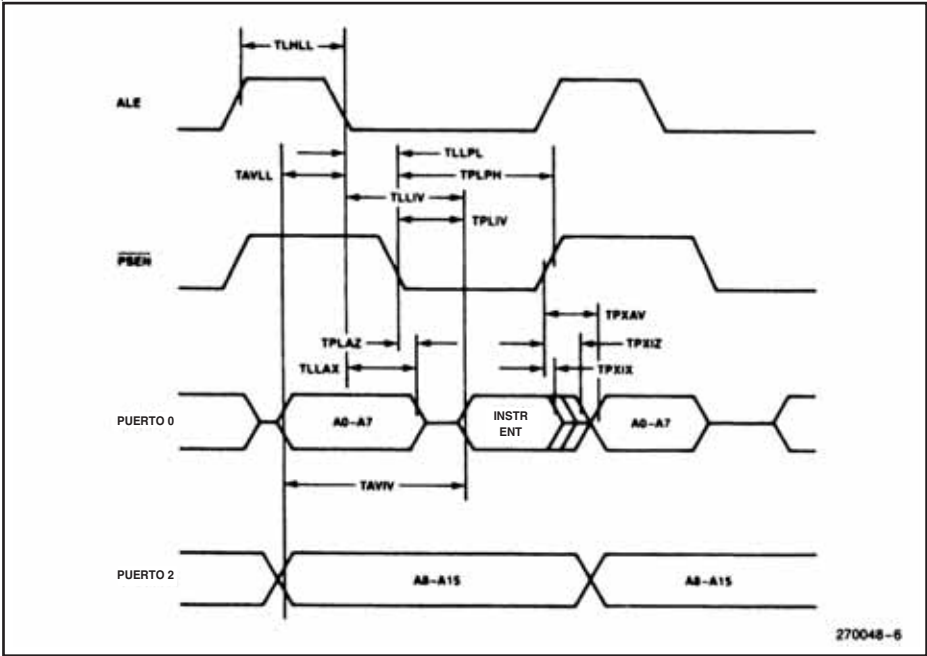 TLHLL
ALE
TLLPL
TAVLL
TPLPH
TLLIV
TPLIV
PSEN
TPXAV
TPLAZ
TPXIZ
TLLAX
TPXIX
PUERTO 0
A0-A7
INSTR
ENT
A0-A7
TAVIV
PUERTO 2
A8-A15
A8-A15
270048-6